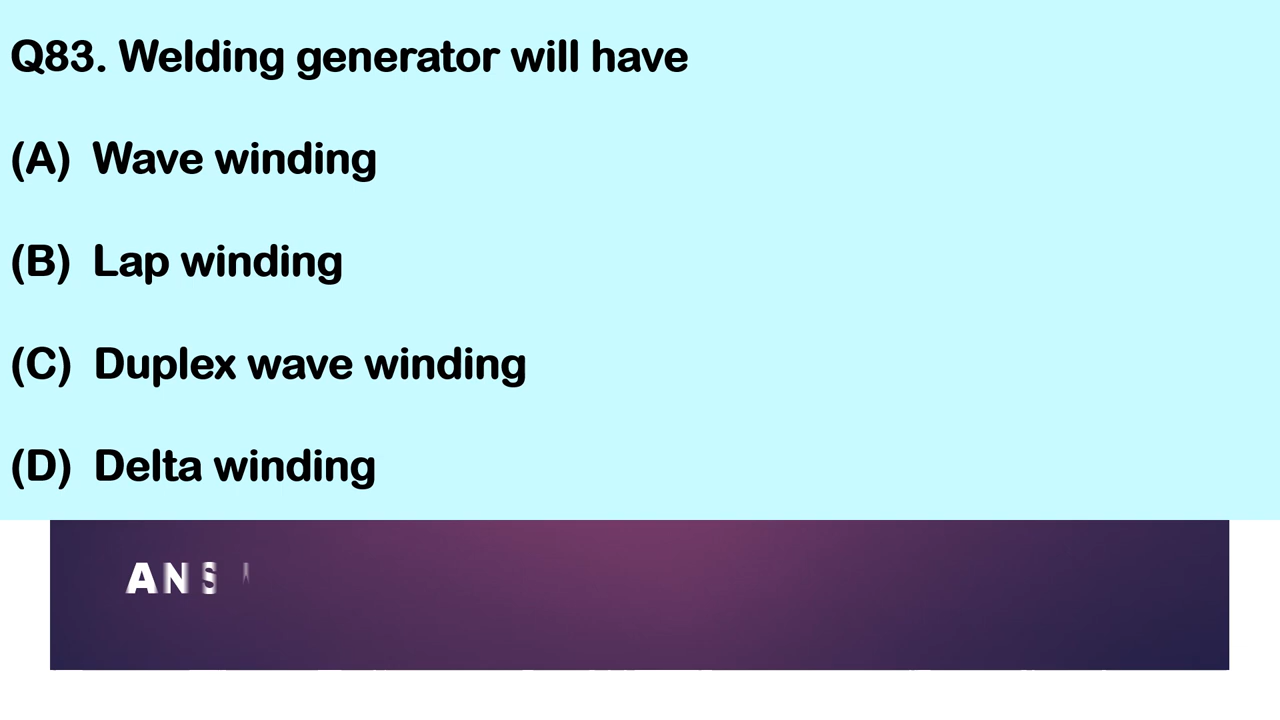 Q83. Welding generator will have
(A) Wave winding
(B) Lap winding
(C) Duplex wave winding
(D) Delta winding
ANS